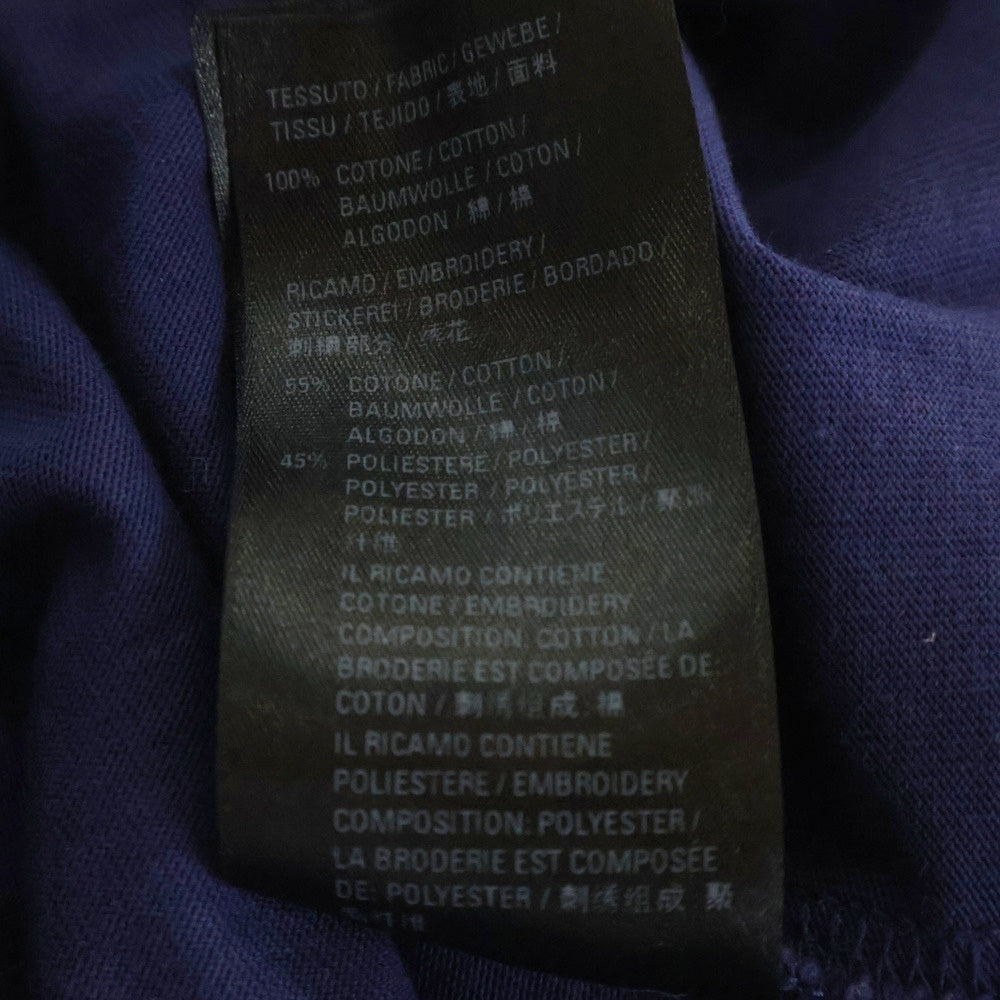 TESSUTO / FABRIC / GEWEBE /
TISSU / TEJIDO / 表地 / 面料
100% COTONE / COTTON /
BAUMWOLLE / COTON /
ALGODON / 綿 / 棉
RICAMO / EMBROIDERY /
STICKEREI / BRODERIE / BORDADO /
刺繍部分 / 绣花
55% COTONE / COTTON /
BAUMWOLLE / COTON /
ALGODON / 綿 / 棉
45% POLIESTERE / POLYESTER /
POLYESTER / POLYESTER /
POLIESTER / ポリエステル / 聚酯
纤维
IL RICAMO CONTIENE
COTONE / EMBROIDERY
COMPOSITION: COTTON / LA
BRODERIE EST COMPOSÉE DE:
COTON / 刺绣组成 棉
IL RICAMO CONTIENE
POLIESTERE / EMBROIDERY
COMPOSITION: POLYESTER /
LA BRODERIE EST COMPOSÉE
DE: POLYESTER / 刺绣组成 聚
酯纤维